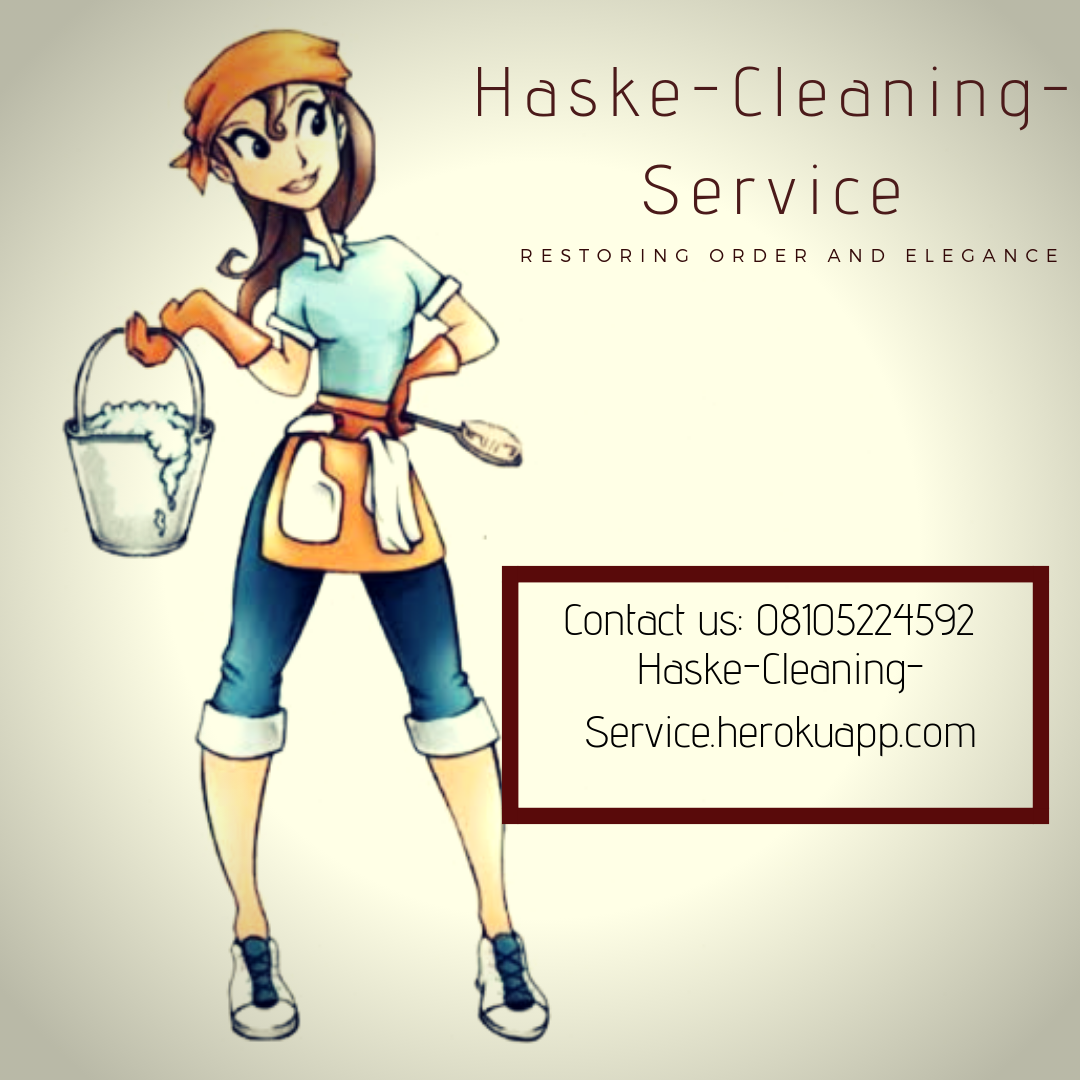 Haske-Cleaning-
Service
RESTORING ORDER AND ELEGANCE
Contact us: 08105224592
Haske-Cleaning-
Service.herokuapp.com